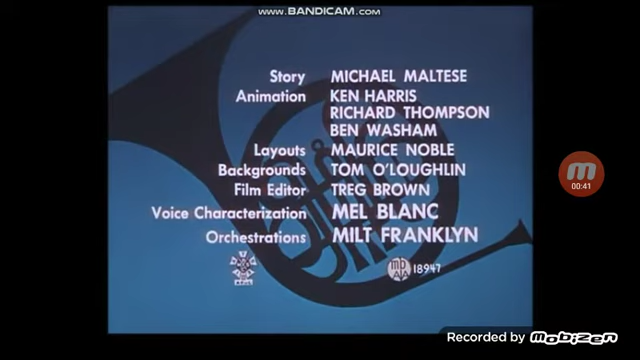 www.BANDICAM.com
Story MICHAEL MALTESE
Animation KEN HARRIS
RICHARD THOMPSON
BEN WASHAM
Layouts MAURICE NOBLE
Backgrounds TOM O'LOUGHLIN
Film Editor TREG BROWN
Voice Characterization MEL BLANC
Orchestrations MILT FRANKLYN
18947
00:41
Recorded by mobizen